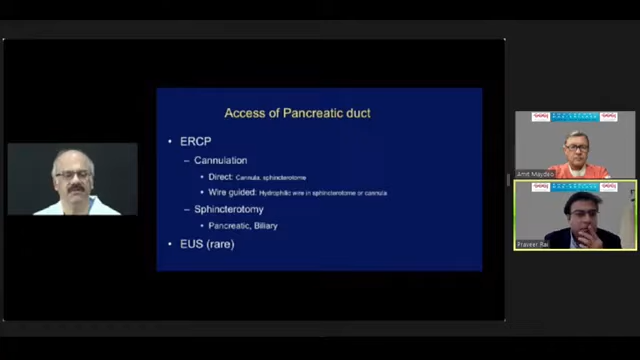 Access of Pancreatic duct
• ERCP
– Cannulation
• Direct: Cannula, sphincterotome
• Wire guided: Hydrophilic wire in sphincterotome or cannula
– Sphincterotomy
• Pancreatic, Biliary
• EUS (rare)
Amit Maydeo
Praveer Rai